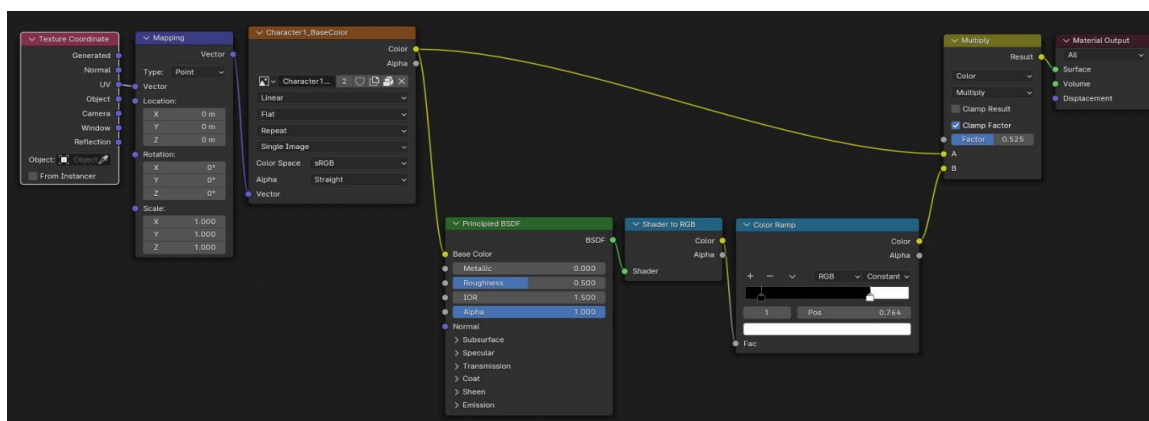 Texture Coordinate
Generated
Normal
UV
Object
Camera
Window
Reflection
Object: Object
From Instancer
Mapping
Vector
Type: Point
Vector
Location:
X 0 m
Y 0 m
Z 0 m
Rotation:
X 0°
Y 0°
Z 0°
Scale:
X 1.000
Y 1.000
Z 1.000
Character1_BaseColor
Color
Alpha
Character1... 2
Linear
Flat
Repeat
Single Image
Color Space sRGB
Alpha Straight
Vector
Principled BSDF
BSDF
Base Color
Metallic 0.000
Roughness 0.500
IOR 1.500
Alpha 1.000
Normal
> Subsurface
> Specular
> Transmission
> Coat
> Sheen
> Emission
Shader to RGB
Color
Alpha
Shader
Color Ramp
Color
Alpha
+ − RGB Constant
1 Pos 0.764
Fac
Multiply
Result
Color
Multiply
Clamp Result
Clamp Factor
Factor 0.525
A
B
Material Output
All
Surface
Volume
Displacement